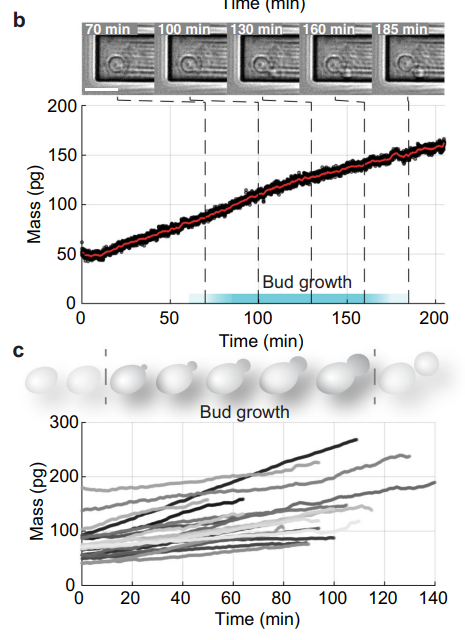 Time (min)
b
70 min 100 min 130 min 160 min 185 min
200
150
100
50
0
Mass (pg)
Bud growth
0 50 100 150 200
Time (min)
c
Bud growth
300
200
100
0
Mass (pg)
0 20 40 60 80 100 120 140
Time (min)